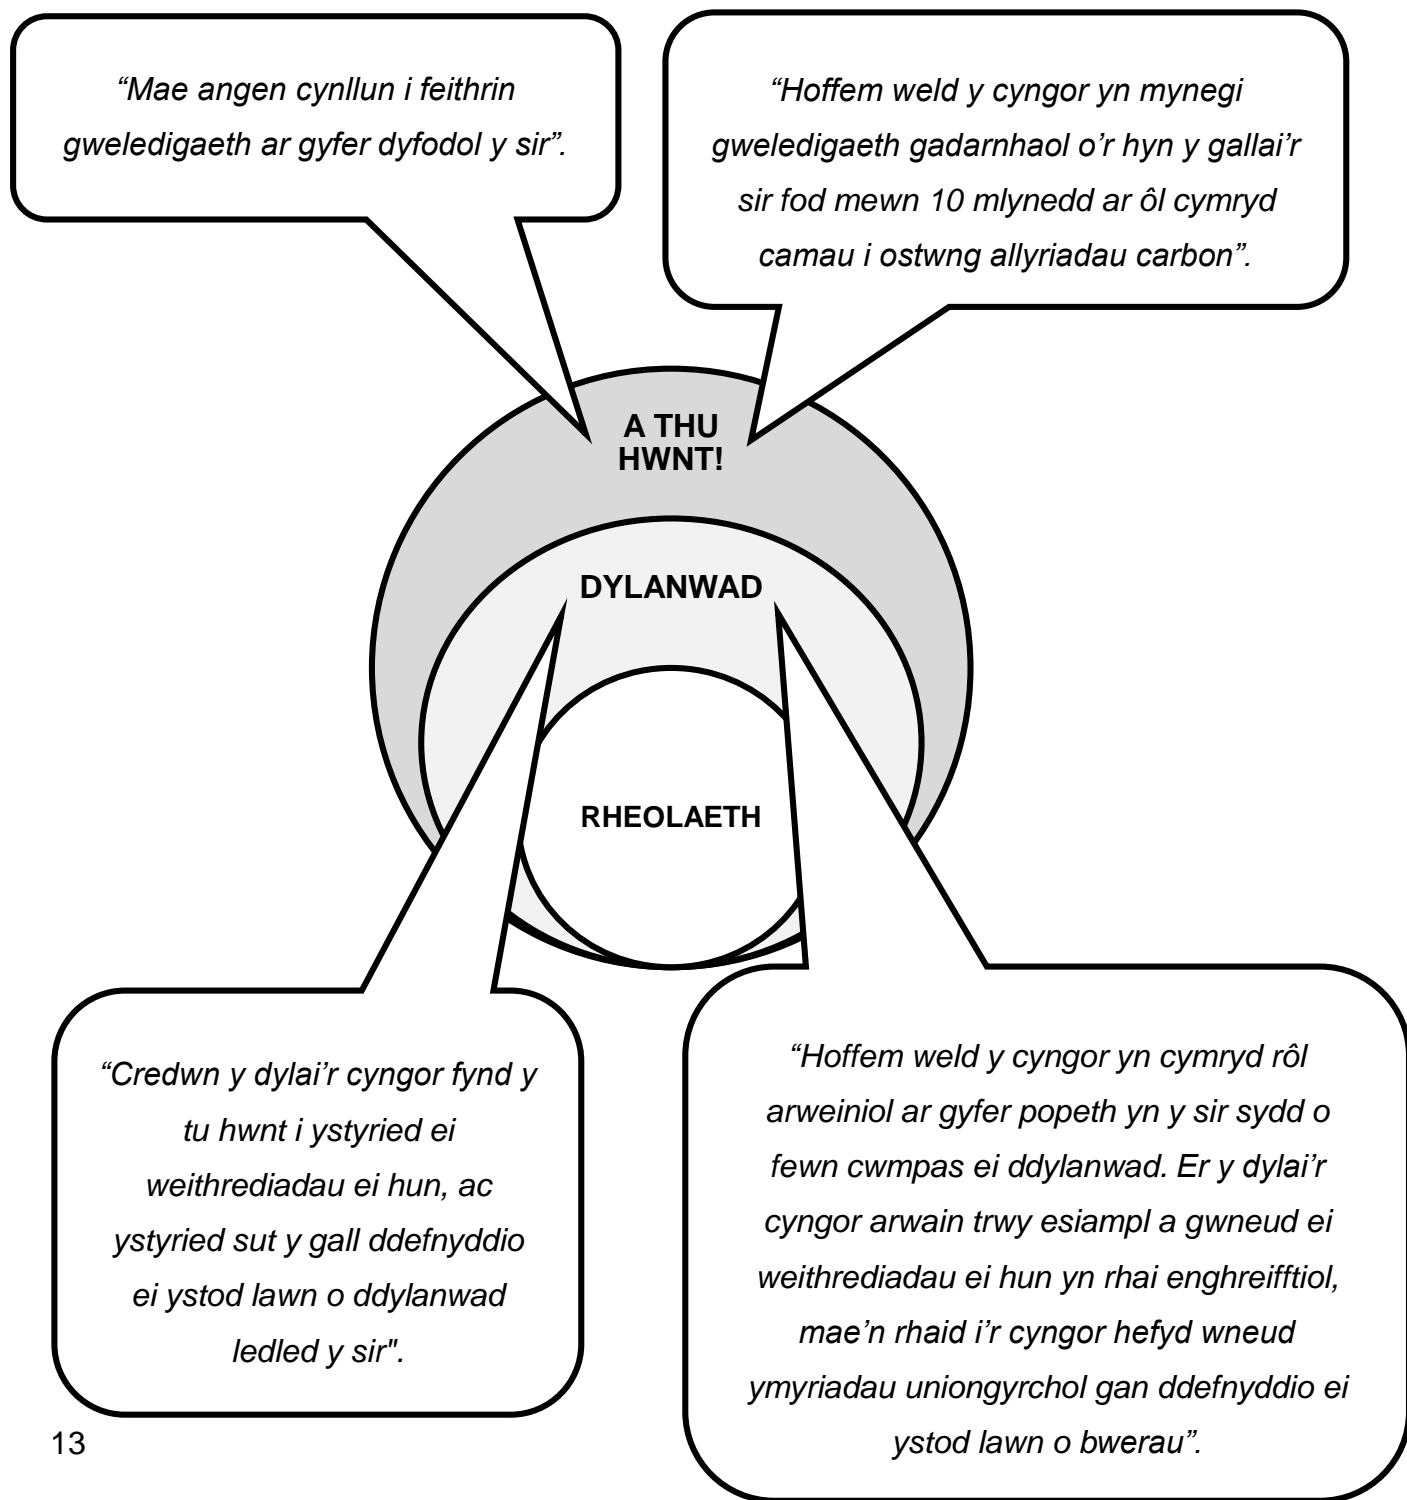 “Mae angen cynllun i feithrin
gweledigaeth ar gyfer dyfodol y sir”.
“Hoffem weld y cyngor yn mynegi
gweledigaeth gadarnhaol o’r hyn y gallai’r
sir fod mewn 10 mlynedd ar ôl cymryd
camau i ostwng allyriadau carbon”.
A THU
HWNT!
DYLANWAD
RHEOLAETH
“Credwn y dylai’r cyngor fynd y
tu hwnt i ystyried ei
weithrediadau ei hun, ac
ystyried sut y gall ddefnyddio
ei ystod lawn o ddylanwad
ledled y sir".
“Hoffem weld y cyngor yn cymryd rôl
arweiniol ar gyfer popeth yn y sir sydd o
fewn cwmpas ei ddylanwad. Er y dylai’r
cyngor arwain trwy esiampl a gwneud ei
weithrediadau ei hun yn rhai enghreifftiol,
mae’n rhaid i’r cyngor hefyd wneud
ymyriadau uniongyrchol gan ddefnyddio ei
ystod lawn o bwerau”.
13